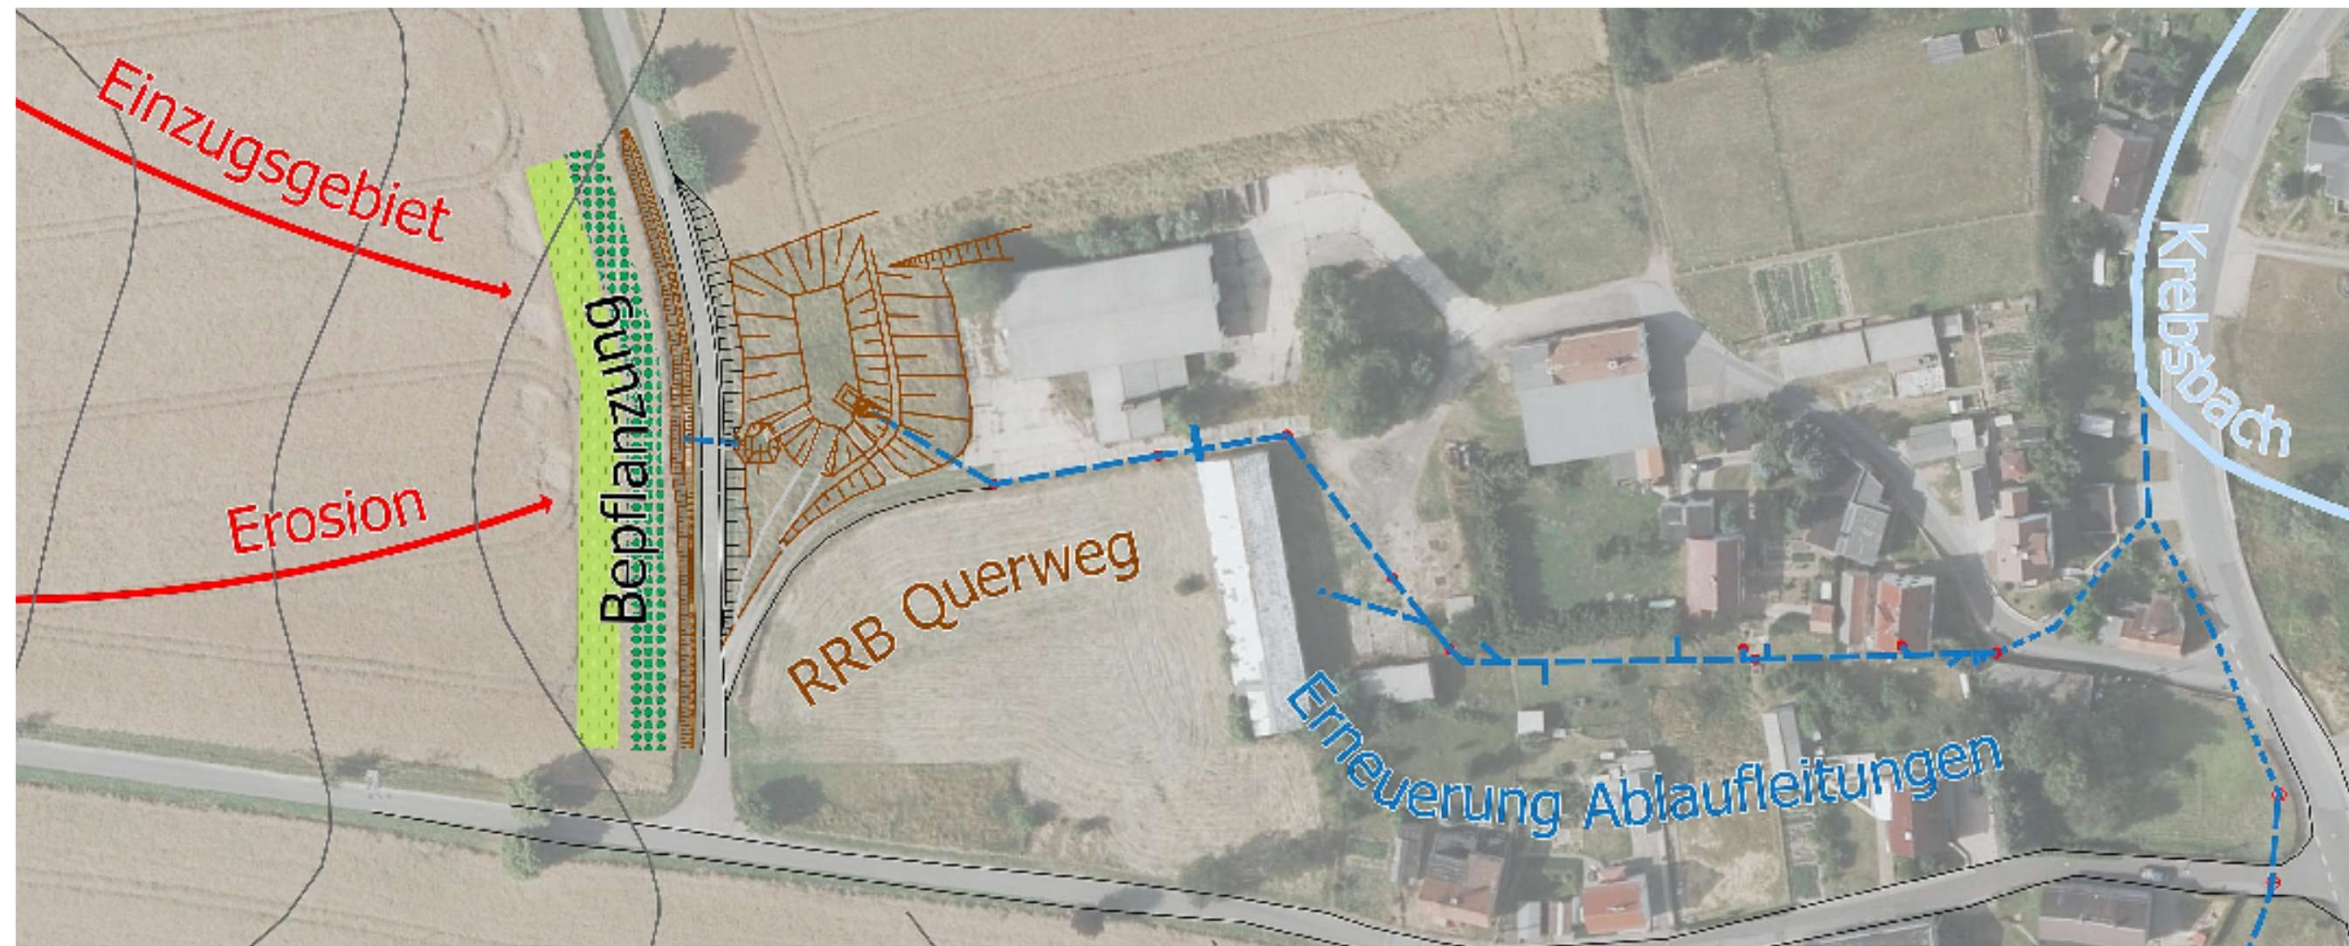 Einzugsgebiet
Erosion
Bepflanzung
RRB Querweg
Erneuerung Ablaufleitungen
Krebsbach